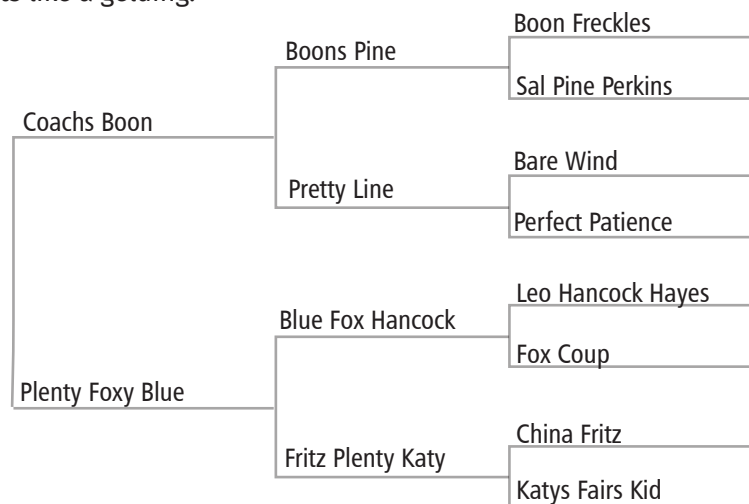 Boon Freckles
Boons Pine
Sal Pine Perkins
Coachs Boon
Bare Wind
Pretty Line
Perfect Patience
Leo Hancock Hayes
Blue Fox Hancock
Fox Coup
Plenty Foxy Blue
China Fritz
Fritz Plenty Katy
Katys Fairs Kid